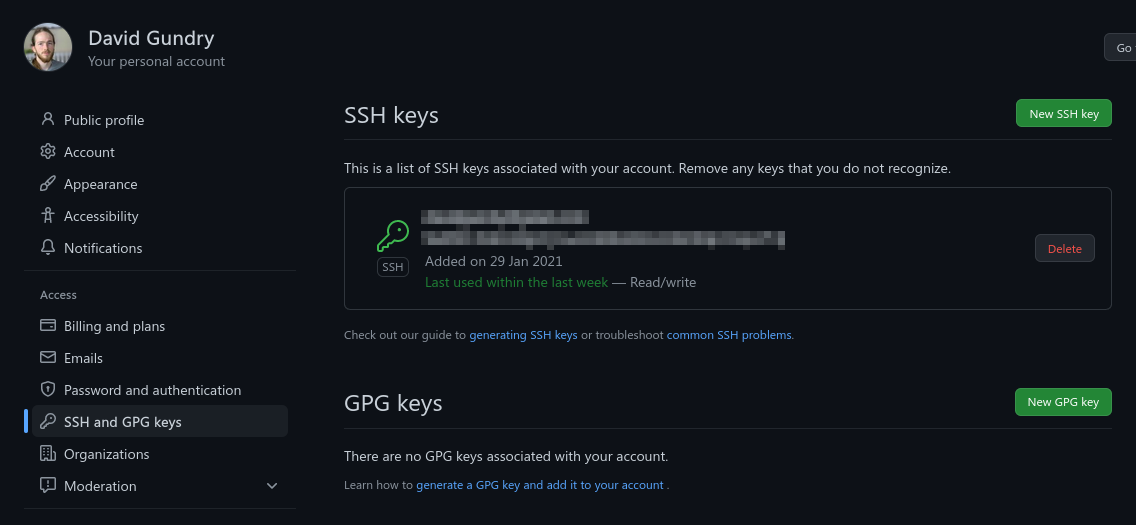 David Gundry
Your personal account
Go
Public profile
Account
Appearance
Accessibility
Notifications
Access
Billing and plans
Emails
Password and authentication
SSH and GPG keys
Organizations
Moderation
SSH keys
New SSH key
This is a list of SSH keys associated with your account. Remove any keys that you do not recognize.
SSH
Added on 29 Jan 2021
Last used within the last week — Read/write
Delete
Check out our guide to generating SSH keys or troubleshoot common SSH problems.
GPG keys
New GPG key
There are no GPG keys associated with your account.
Learn how to generate a GPG key and add it to your account .